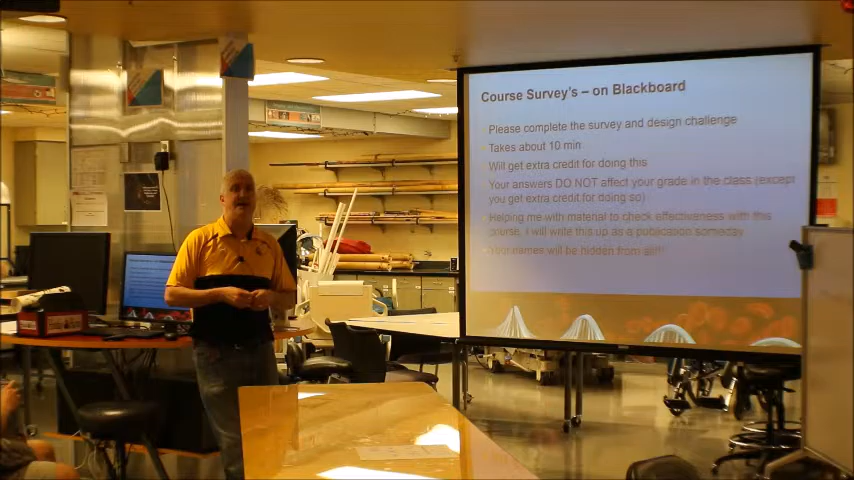 Course Survey's – on Blackboard
Please complete the survey and design challenge
Takes about 10 min
Will get extra credit for doing this
Your answers DO NOT affect your grade in the class (except
you get extra credit for doing so)
Helping me with material to check effectiveness with this
course, I will write this up as a publication someday
Your names will be hidden from all!!